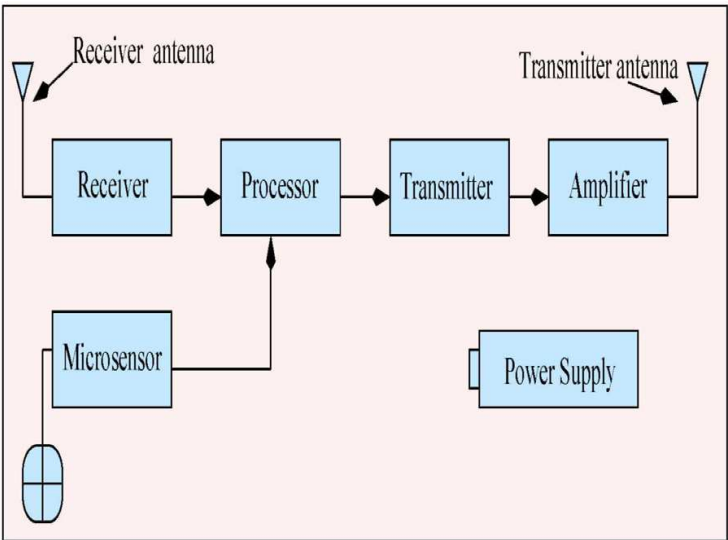 Receiver antenna
Transmitter antenna
Receiver
Processor
Transmitter
Amplifier
Microsensor
Power Supply